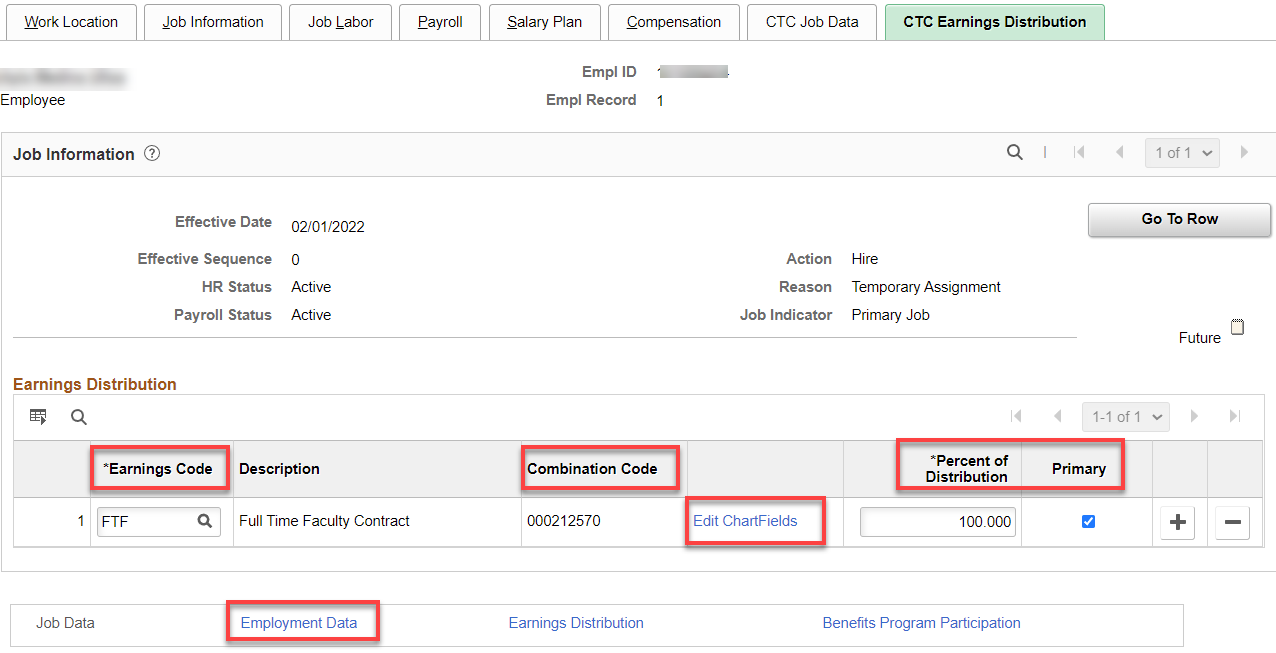 Work Location Job Information Job Labor Payroll Salary Plan Compensation CTC Job Data CTC Earnings Distribution
Empl ID
Employee Empl Record 1
Job Information ? 1 of 1
Go To Row
Effective Date 02/01/2022
Effective Sequence 0 Action Hire
HR Status Active Reason Temporary Assignment
Payroll Status Active Job Indicator Primary Job
Future
Earnings Distribution
1-1 of 1
*Earnings Code Description Combination Code *Percent of Distribution Primary
1 FTF Full Time Faculty Contract 000212570 Edit ChartFields 100.000
Job Data Employment Data Earnings Distribution Benefits Program Participation